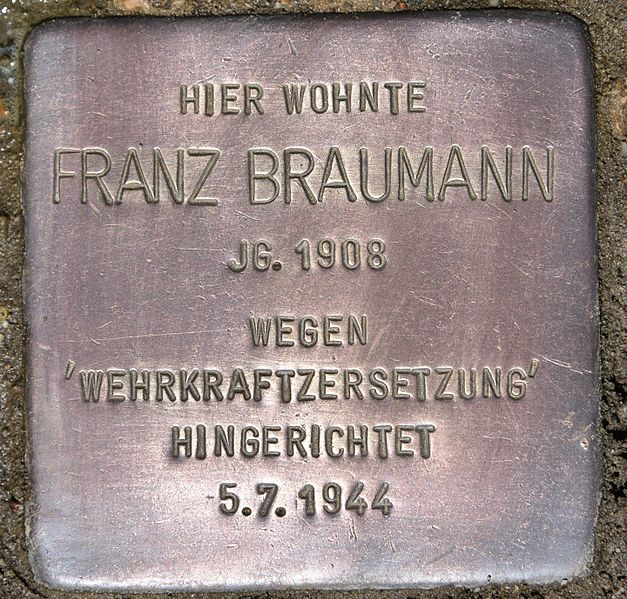 HIER WOHNTE
FRANZ BRAUMANN
JG. 1908
WEGEN
'WEHRKRAFTZERSETZUNG'
HINGERICHTET
5.7.1944